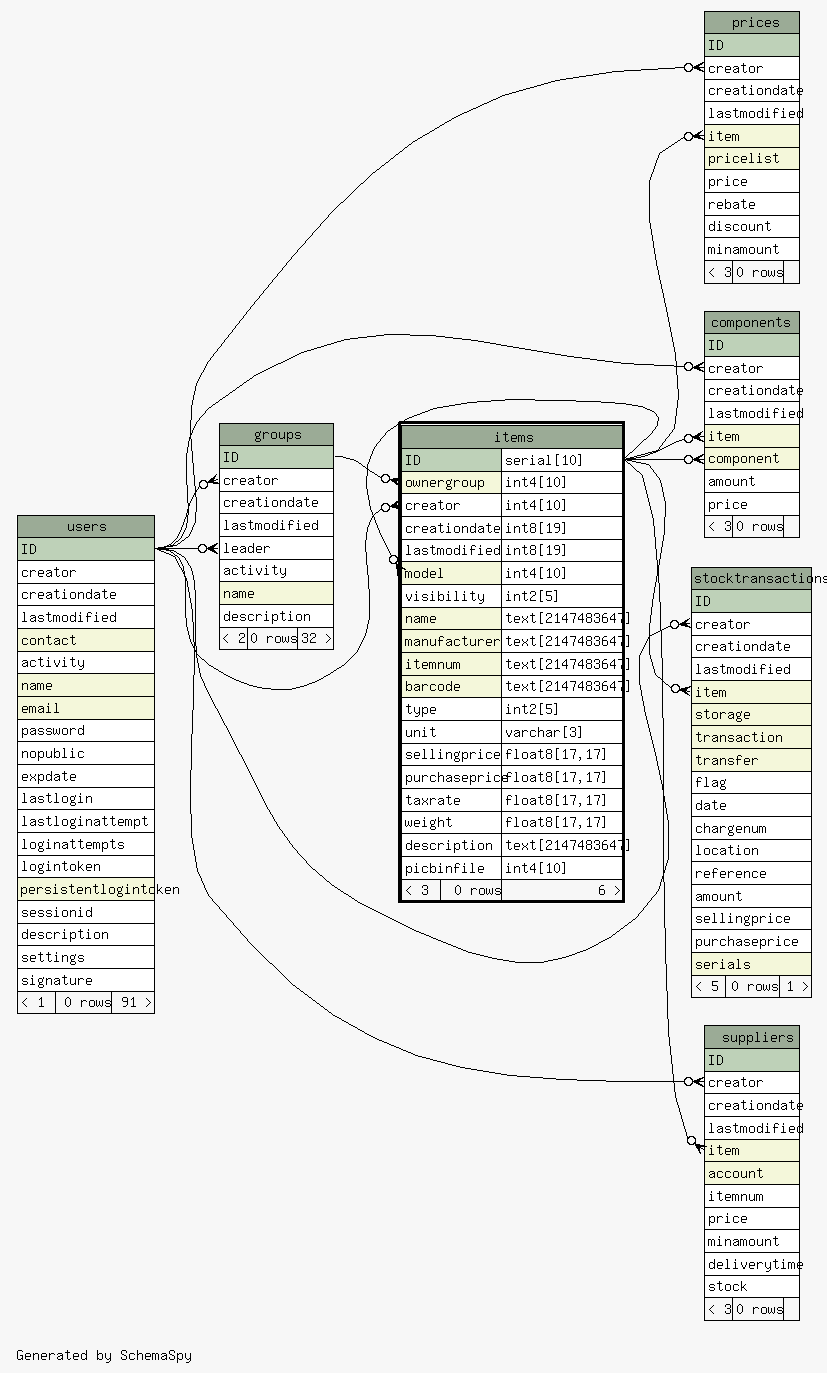 prices
ID
creator
creationdate
lastmodified
item
pricelist
price
rebate
discount
minamount
< 3 0 rows
components
ID
creator
creationdate
lastmodified
item
component
amount
price
< 3 0 rows
groups
ID
creator
creationdate
lastmodified
leader
activity
name
description
< 2 0 rows 32 >
items
ID serial[10]
ownergroup int4[10]
creator int4[10]
creationdate int8[19]
lastmodified int8[19]
model int4[10]
visibility int2[5]
name text[2147483647]
manufacturer text[2147483647]
itemnum text[2147483647]
barcode text[2147483647]
type int2[5]
unit varchar[3]
sellingprice float8[17,17]
purchaseprice float8[17,17]
taxrate float8[17,17]
weight float8[17,17]
description text[2147483647]
picbinfile int4[10]
< 3 0 rows 6 >
users
ID
creator
creationdate
lastmodified
contact
activity
name
email
password
nopublic
expdate
lastlogin
lastloginattempt
loginattempts
logintoken
persistentlogintoken
sessionid
description
settings
signature
< 1 0 rows 91 >
stocktransactions
ID
creator
creationdate
lastmodified
item
storage
transaction
transfer
flag
date
chargenum
location
reference
amount
sellingprice
purchaseprice
serials
< 5 0 rows 1 >
suppliers
ID
creator
creationdate
lastmodified
item
account
itemnum
price
minamount
deliverytime
stock
< 3 0 rows
Generated by SchemaSpy